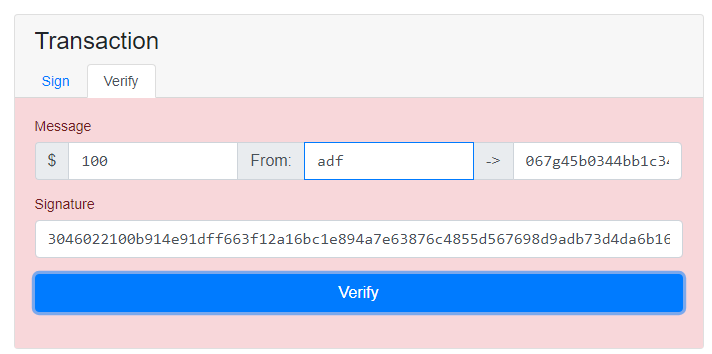 Transaction
Sign Verify
Message
$ 100 From: adf -> 067g45b0344bb1c34
Signature
3046022100b914e91dff663f12a16bc1e894a7e63876c4855d567698d9adb73d4da6b16
Verify